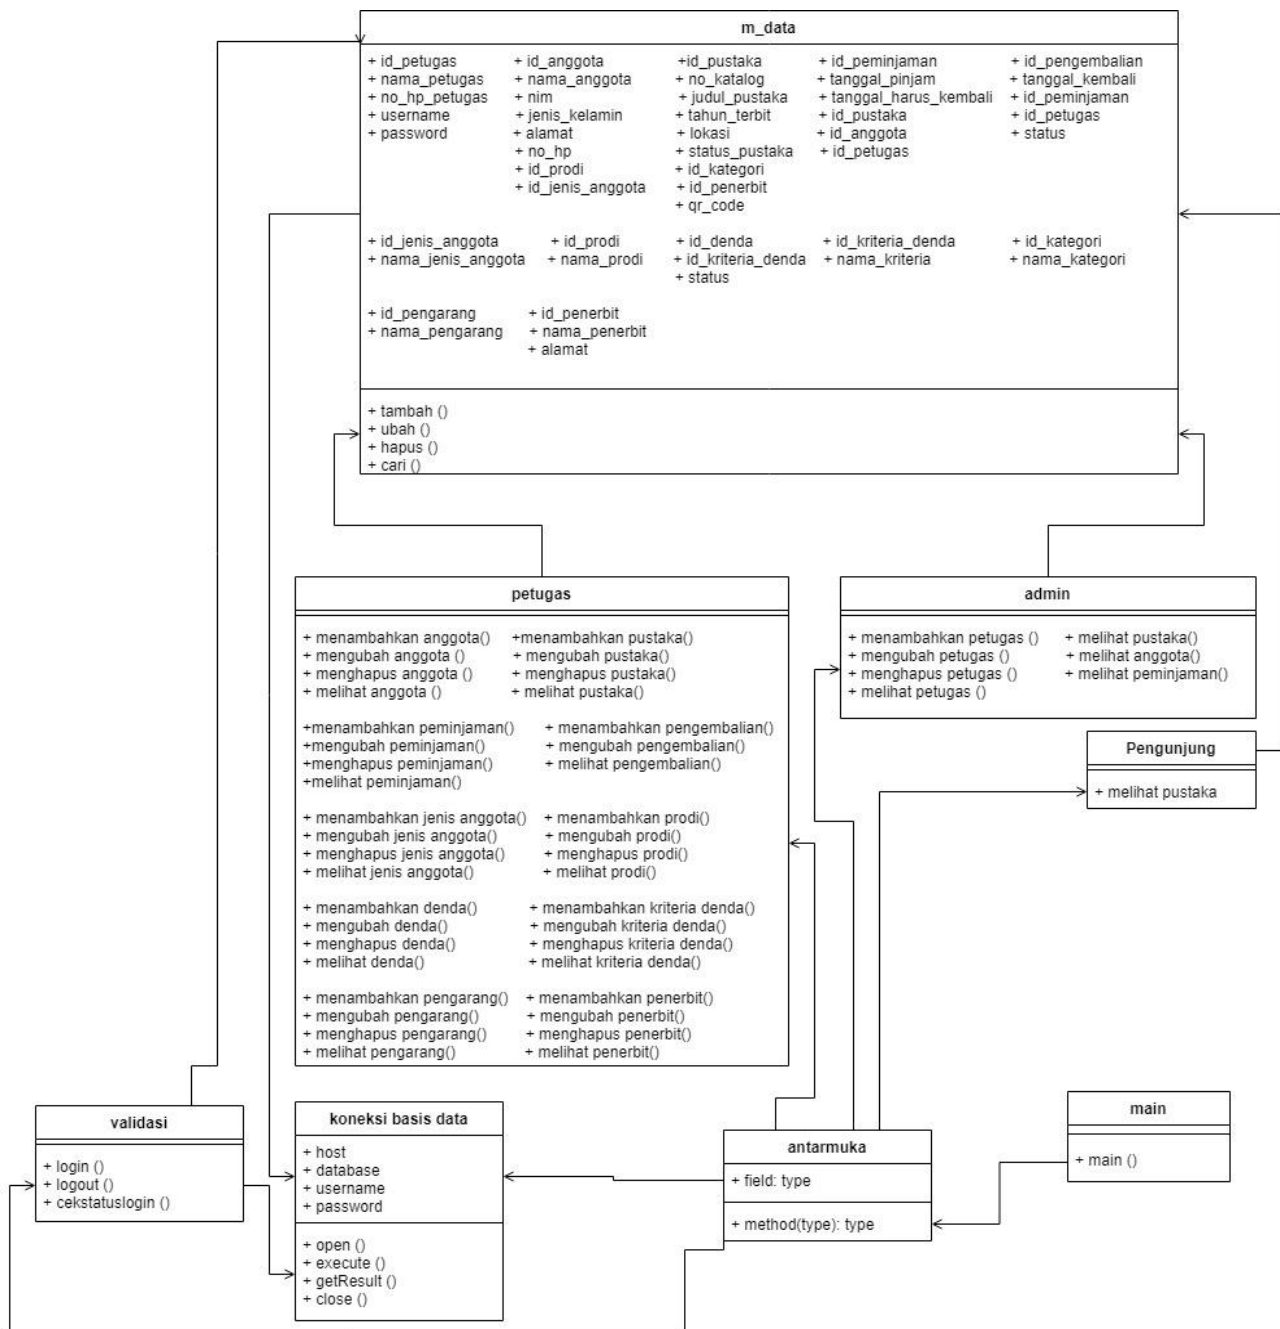 m_data
+ id_petugas + id_anggota +id_pustaka + id_peminjaman + id_pengembalian
+ nama_petugas + nama_anggota + no_katalog + tanggal_pinjam + tanggal_kembali
+ no_hp_petugas + nim + judul_pustaka + tanggal_harus_kembali + id_peminjaman
+ username + jenis_kelamin + tahun_terbit + id_pustaka + id_petugas
+ password + alamat + lokasi + id_anggota + status
+ no_hp + status_pustaka + id_petugas
+ id_prodi + id_kategori
+ id_jenis_anggota + id_penerbit
+ qr_code
+ id_jenis_anggota + id_prodi + id_denda + id_kriteria_denda + id_kategori
+ nama_jenis_anggota + nama_prodi + id_kriteria_denda + nama_kriteria + nama_kategori
+ status
+ id_pengarang + id_penerbit
+ nama_pengarang + nama_penerbit
+ alamat
+ tambah ()
+ ubah ()
+ hapus ()
+ cari ()
petugas
+ menambahkan anggota() +menambahkan pustaka()
+ mengubah anggota () + mengubah pustaka()
+ menghapus anggota () + menghapus pustaka()
+ melihat anggota () + melihat pustaka()
+menambahkan peminjaman() + menambahkan pengembalian()
+mengubah peminjaman() + mengubah pengembalian()
+menghapus peminjaman() + melihat pengembalian()
+melihat peminjaman()
+ menambahkan jenis anggota() + menambahkan prodi()
+ mengubah jenis anggota() + mengubah prodi()
+ menghapus jenis anggota() + menghapus prodi()
+ melihat jenis anggota() + melihat prodi()
+ menambahkan denda() + menambahkan kriteria denda()
+ mengubah denda() + mengubah kriteria denda()
+ menghapus denda() + menghapus kriteria denda()
+ melihat denda() + melihat kriteria denda()
+ menambahkan pengarang() + menambahkan penerbit()
+ mengubah pengarang() + mengubah penerbit()
+ menghapus pengarang() + menghapus penerbit()
+ melihat pengarang() + melihat penerbit()
admin
+ menambahkan petugas () + melihat pustaka()
+ mengubah petugas () + melihat anggota()
+ menghapus petugas () + melihat peminjaman()
+ melihat petugas ()
Pengunjung
+ melihat pustaka
validasi
+ login ()
+ logout ()
+ cekstatuslogin ()
koneksi basis data
+ host
+ database
+ username
+ password
+ open ()
+ execute ()
+ getResult ()
+ close ()
antarmuka
+ field: type
+ method(type): type
main
+ main ()